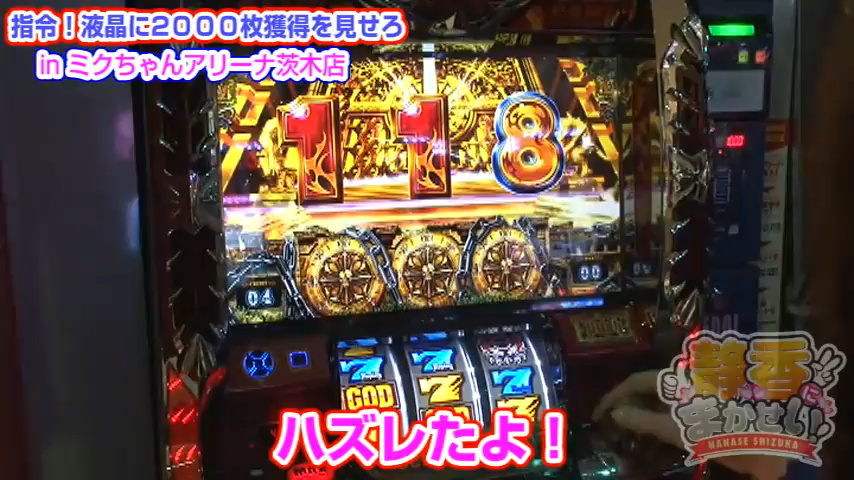 指令！液晶に２０００枚獲得を見せろ
in ミクちゃんアリーナ茨木店
118
04
00
GOD
静香に
まかせい!
NANASE SHIZUKA
ハズレたよ！